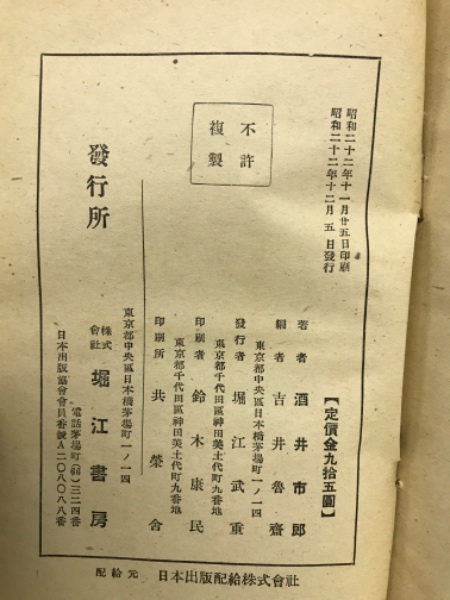 昭和二十二年十一月廿五日印刷
昭和二十二年十二月五日發行
不許
複製
【定價金九拾五圓】
著者 酒井市郎
編者 吉井魯齋
東京都中央區日本橋茅場町一ノ一四
發行者 堀江武重
東京都千代田區神田美土代町九番地
印刷者 鈴木康民
東京都千代田區神田美土代町九番地
印刷所 共榮舍
東京都中央區日本橋茅場町一ノ一四
發行所
株式會社 堀江書房
電話茅場町(66)三二四番
日本出版協會會員番號A二〇八〇八八番
配給元 日本出版配給株式會社